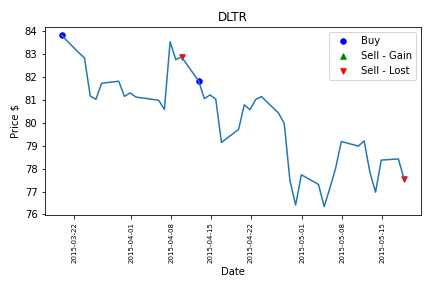 DLTR
Price $
84
83
82
81
80
79
78
77
76
Buy
Sell - Gain
Sell - Lost
2015-03-22
2015-04-01
2015-04-08
2015-04-15
2015-04-22
2015-05-01
2015-05-08
2015-05-15
Date